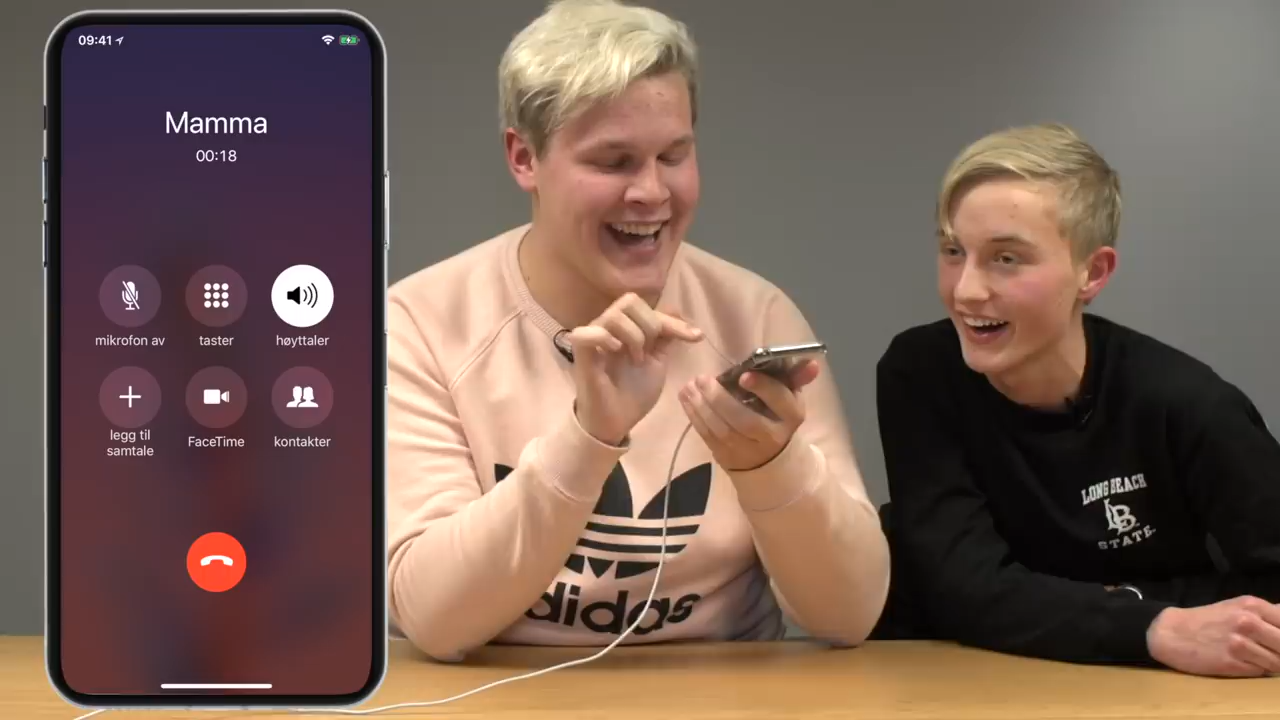 09:41
Mamma
00:18
mikrofon av
taster
høyttaler
legg til
samtale
FaceTime
kontakter
adidas
LONG BEACH
LB
STATE